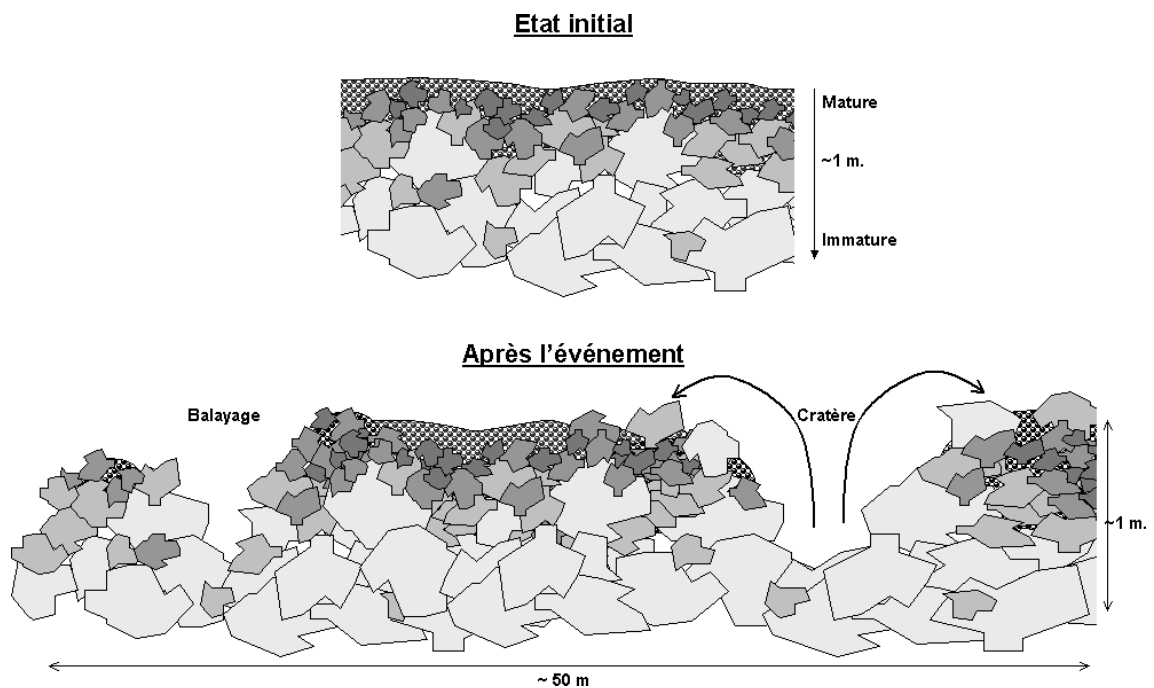 Etat initial
Mature
~1 m.
Immature
Après l'événement
Balayage
Cratère
~1 m.
~ 50 m